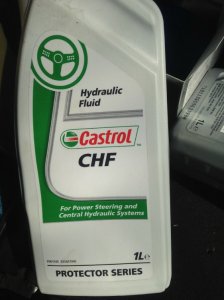 Hydraulic
Fluid
Castrol
CHF
For Power Steering and
Central Hydraulic Systems
1L℮
PROTECTOR SERIES